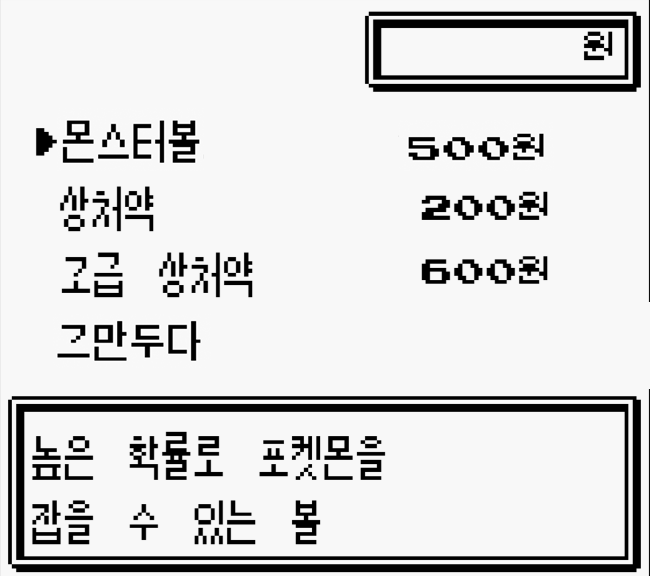 원
▶몬스터볼 500원
상처약 200원
고급 상처약 600원
그만두다
높은 확률로 포켓몬을
잡을 수 있는 볼